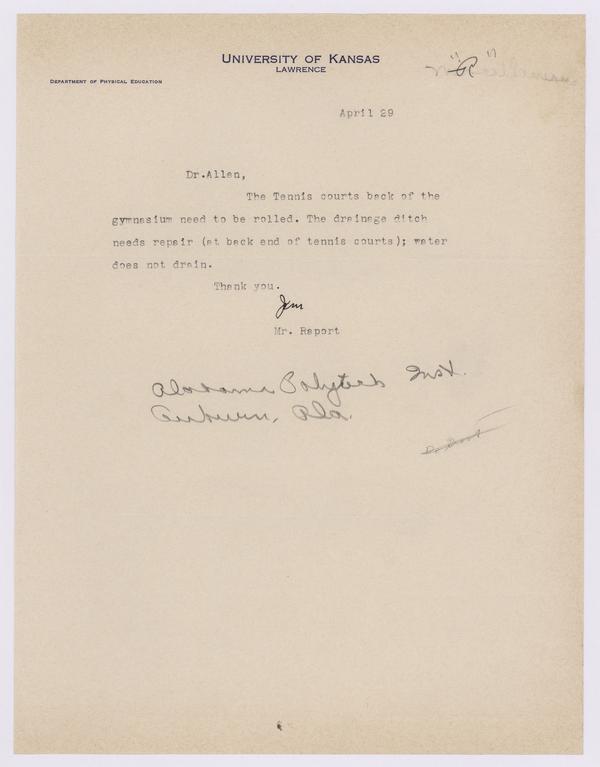 UNIVERSITY OF KANSAS
LAWRENCE
"R"
DEPARTMENT OF PHYSICAL EDUCATION
April 29
Dr.Allen,
The Tennis courts back of the
gymnasium need to be rolled. The drainage ditch
needs repair (at back end of tennis courts); water
does not drain.
Thank you.
Jim
Mr. Raport
Alabama Polytech Inst.
Auburn, Ala.